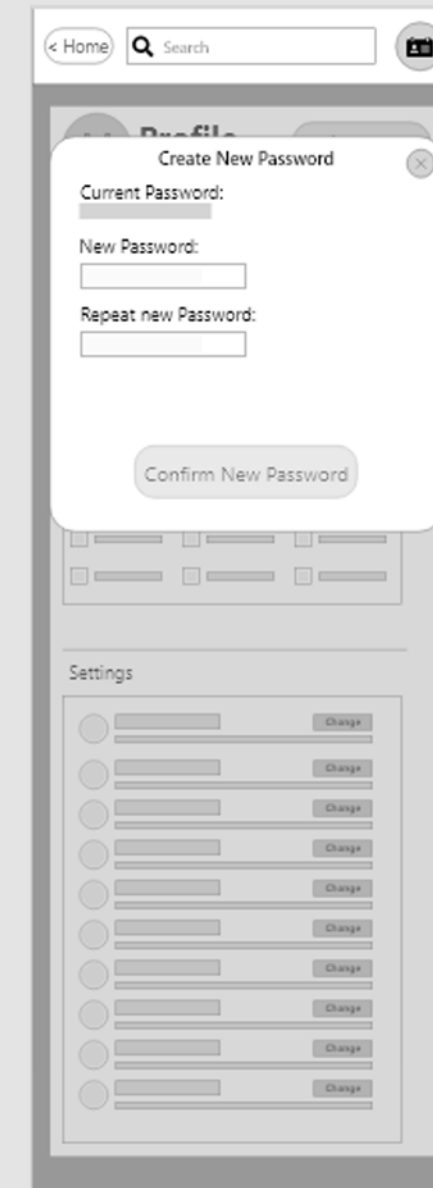 < Home
Search
Profile
Create New Password
Current Password:
New Password:
Repeat new Password:
Confirm New Password
Settings
Change
Change
Change
Change
Change
Change
Change
Change
Change
Change